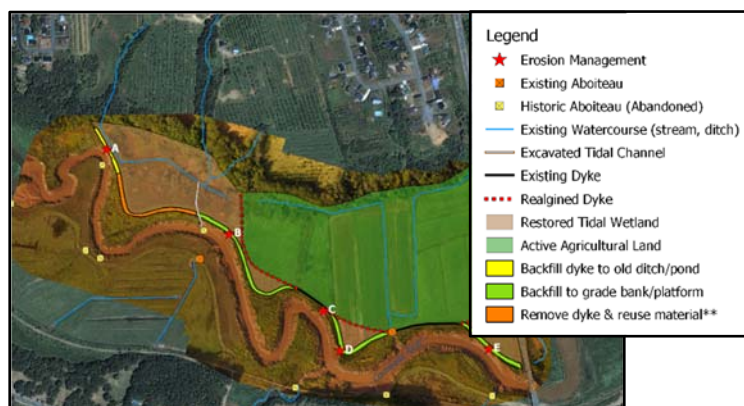 Legend
Erosion Management
Existing Aboiteau
Historic Aboiteau (Abandoned)
Existing Watercourse (stream, ditch)
Excavated Tidal Channel
Existing Dyke
Realgined Dyke
Restored Tidal Wetland
Active Agricultural Land
Backfill dyke to old ditch/pond
Backfill to grade bank/platform
Remove dyke & reuse material**
A
B
C
D
E